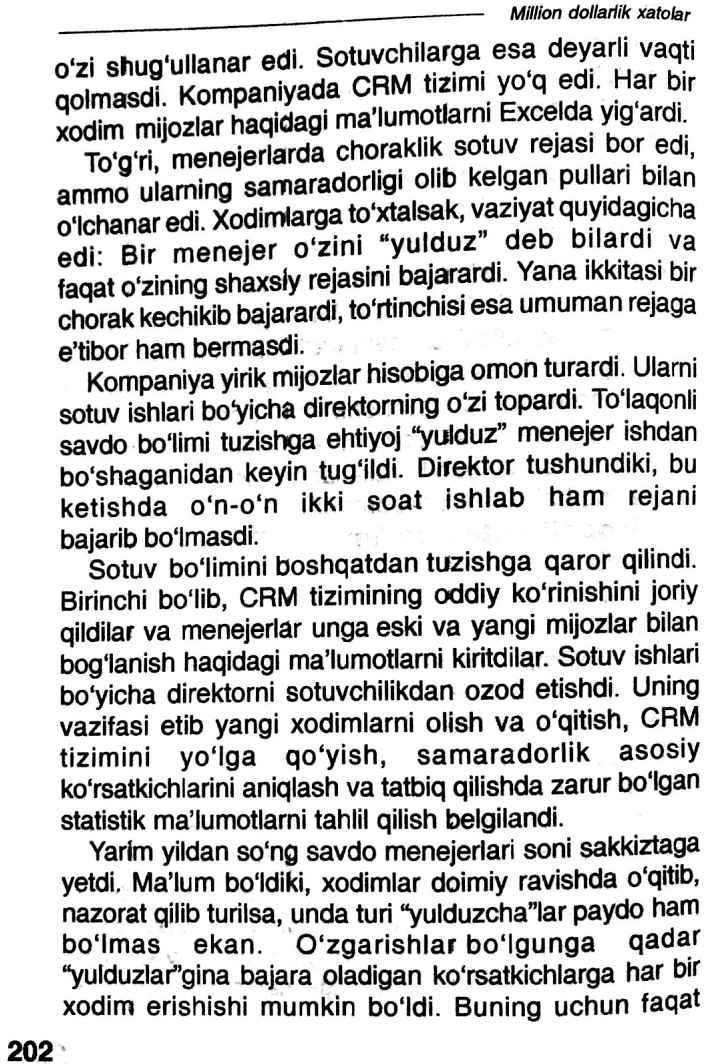 Million dollarlik xatolar
o‘zi shug‘ullanar edi. Sotuvchilarga esa deyarli vaqti
qolmasdi. Kompaniyada CRM tizimi yo‘q edi. Har bir
xodim mijozlar haqidagi ma’lumotlarni Excelda yig‘ardi.
To‘g‘ri, menejerlarda choraklik sotuv rejasi bor edi,
ammo ularning samaradorligi olib kelgan pullari bilan
o‘lchanar edi. Xodimlarga to‘xtalsak, vaziyat quyidagicha
edi: Bir menejer o‘zini “yulduz” deb bilardi va
faqat o‘zining shaxsiy rejasini bajarardi. Yana ikkitasi bir
chorak kechikib bajarardi, to‘rtinchisi esa umuman rejaga
e’tibor ham bermasdi.
Kompaniya yirik mijozlar hisobiga omon turardi. Ularni
sotuv ishlari bo‘yicha direktorning o‘zi topardi. To‘laqonli
savdo bo‘limi tuzishga ehtiyoj “yulduz” menejer ishdan
bo‘shaganidan keyin tug‘ildi. Direktor tushundiki, bu
ketishda o‘n-o‘n ikki soat ishlab ham rejani
bajarib bo‘lmasdi.
Sotuv bo‘limini boshqatdan tuzishga qaror qilindi.
Birinchi bo‘lib, CRM tizimining oddiy ko‘rinishini joriy
qildilar va menejerlar unga eski va yangi mijozlar bilan
bog‘lanish haqidagi ma’lumotlarni kiritdilar. Sotuv ishlari
bo‘yicha direktorni sotuvchilikdan ozod etishdi. Uning
vazifasi etib yangi xodimlarni olish va o‘qitish, CRM
tizimini yo‘lga qo‘yish, samaradorlik asosiy
ko‘rsatkichlarini aniqlash va tatbiq qilishda zarur bo‘lgan
statistik ma’lumotlarni tahlil qilish belgilandi.
Yarim yildan so‘ng savdo menejerlari soni sakkiztaga
yetdi. Ma’lum bo‘ldiki, xodimlar doimiy ravishda o‘qitib,
nazorat qilib turilsa, unda turi “yulduzcha”lar paydo ham
bo‘lmas ekan. O‘zgarishlar bo‘lgunga qadar
“yulduzlar”gina bajara oladigan ko‘rsatkichlarga har bir
xodim erishishi mumkin bo‘ldi. Buning uchun faqat
202